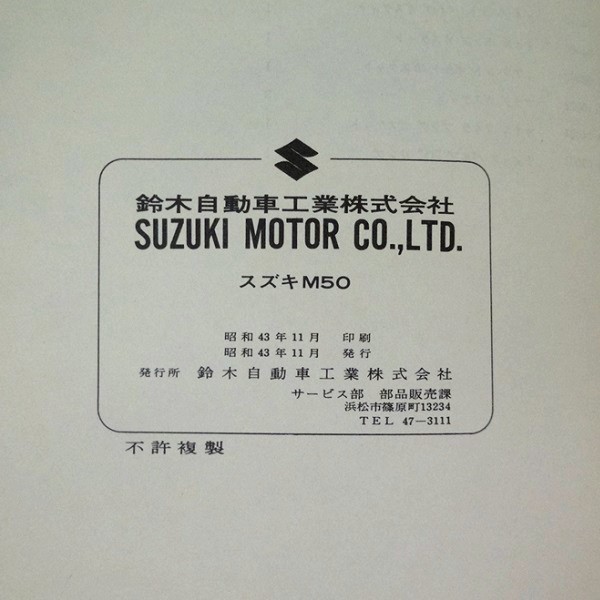 鈴木自動車工業株式会社
SUZUKI MOTOR CO.,LTD.
スズキM50
昭和43年11月 印刷
昭和43年11月 発行
発行所 鈴木自動車工業株式会社
サービス部 部品販売課
浜松市篠原町13234
TEL 47-3111
不許複製